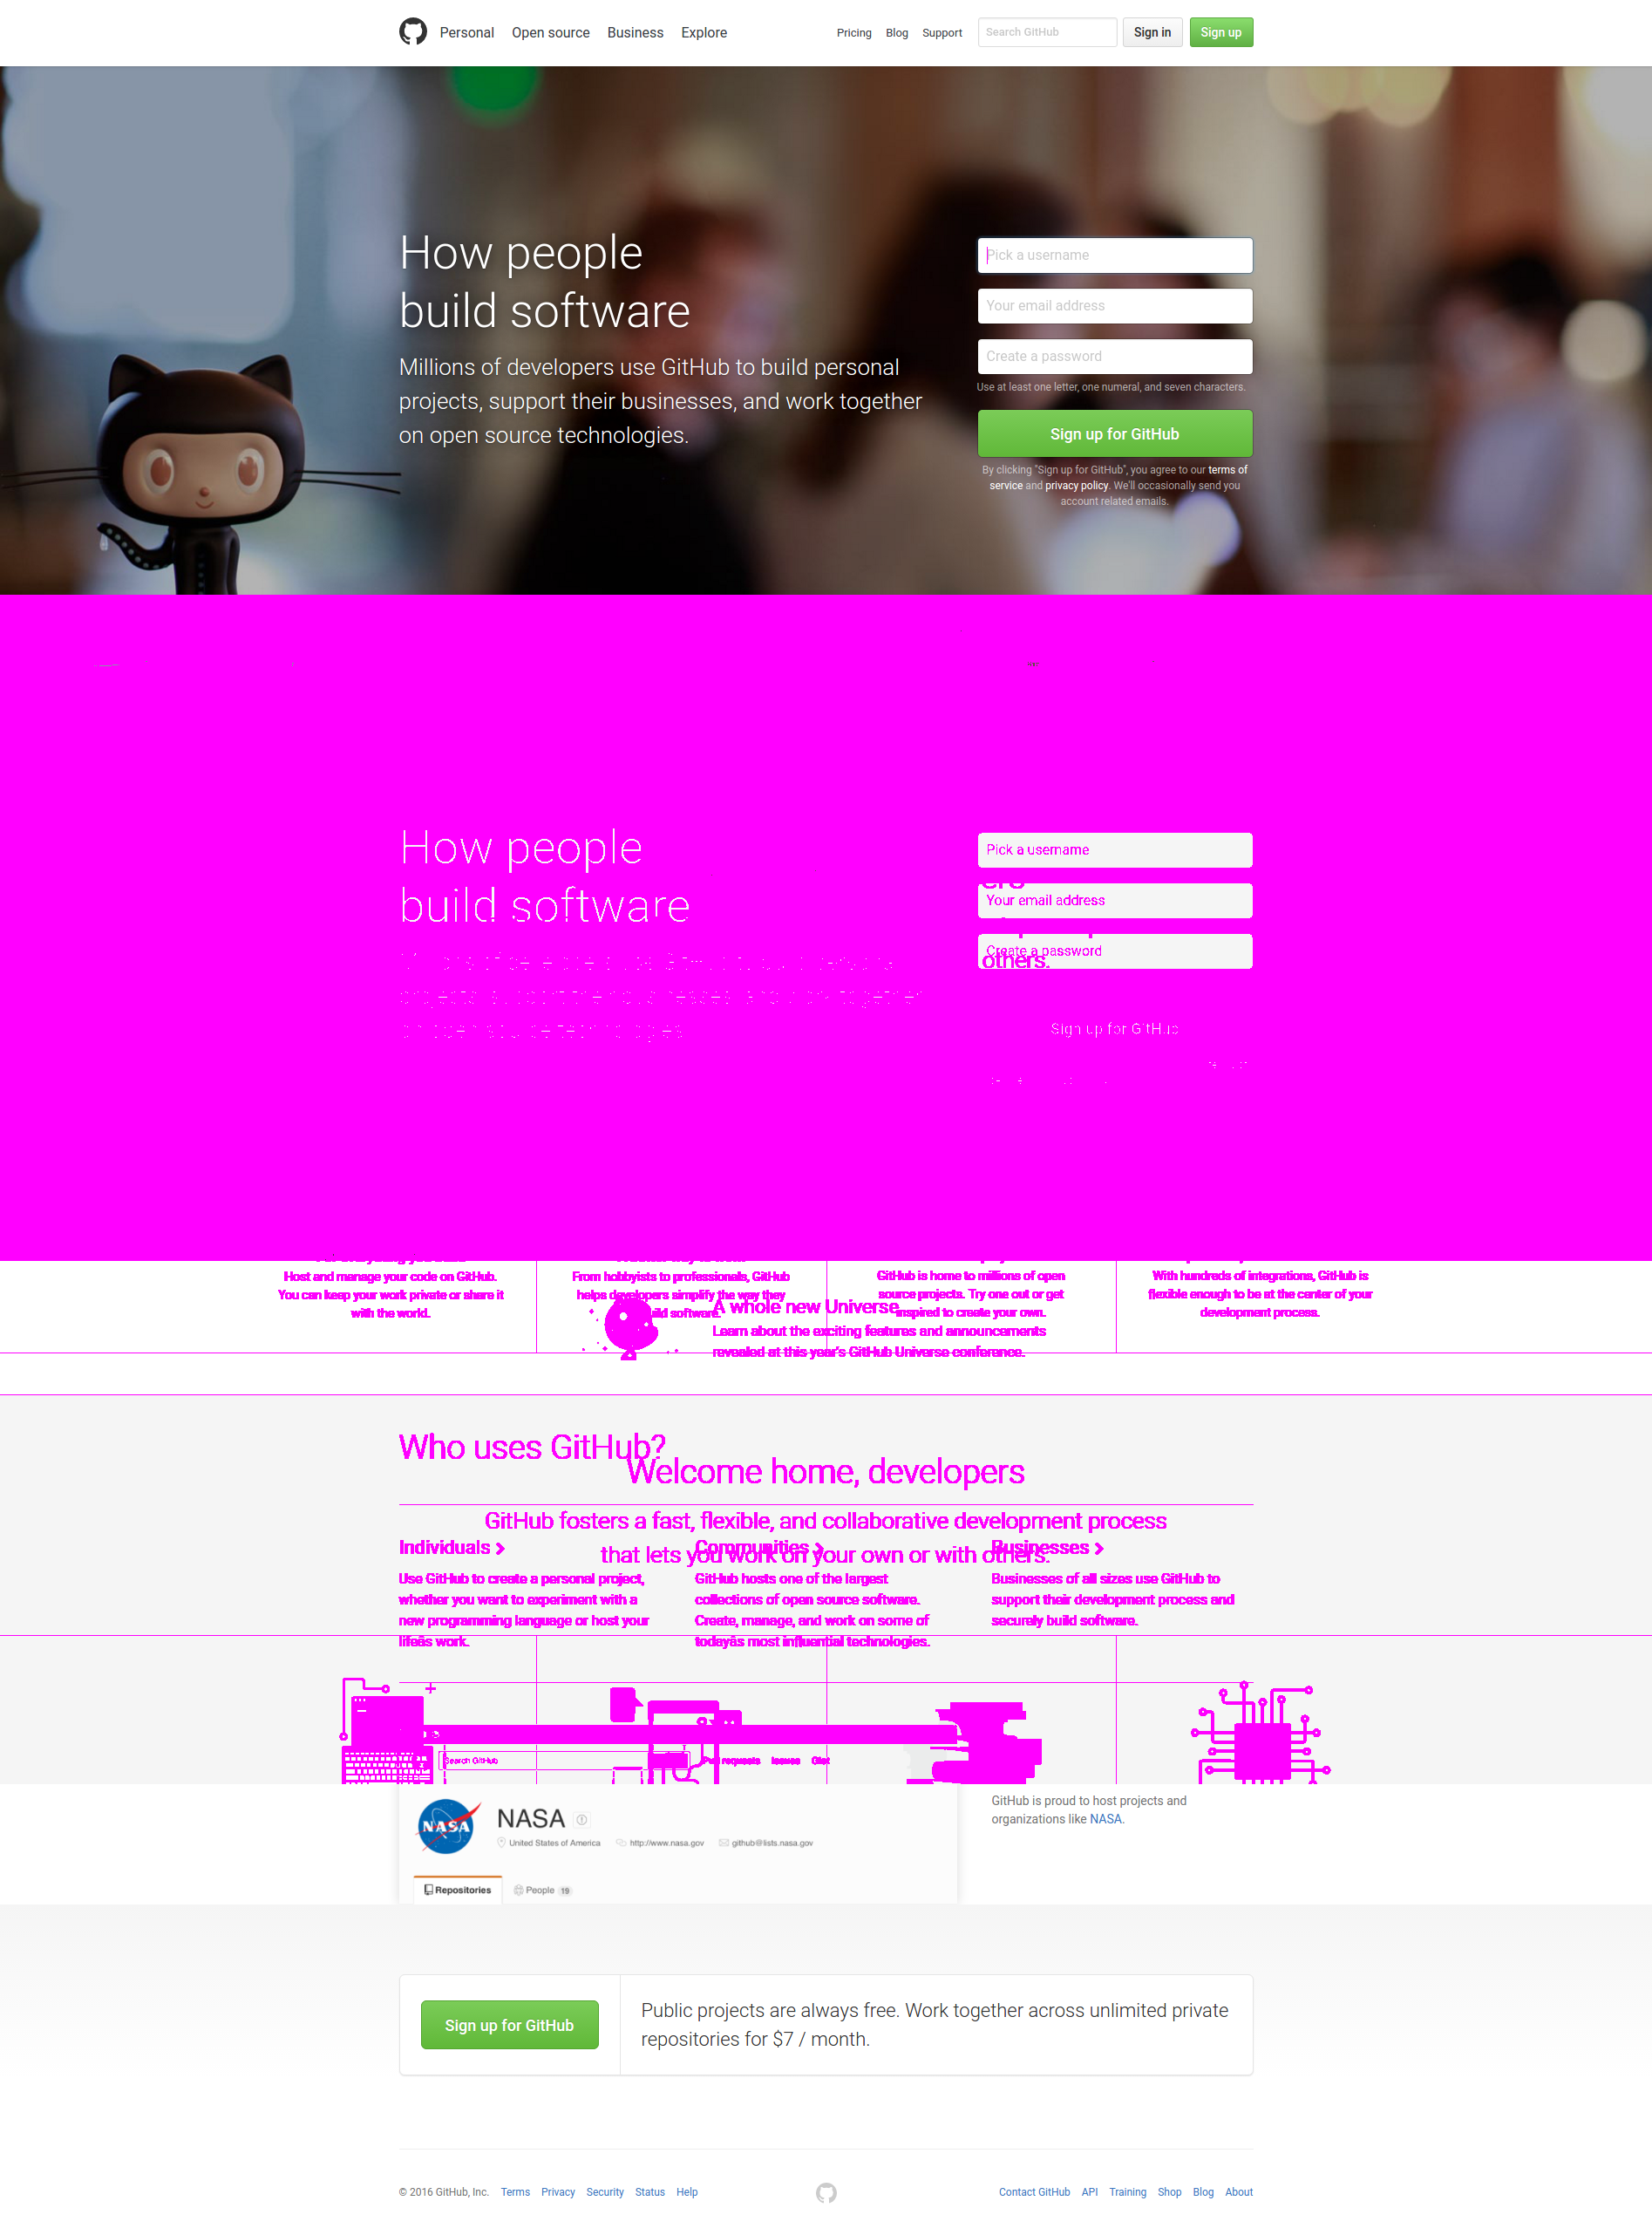 Personal Open source Business Explore Pricing Blog Support Search GitHub Sign in Sign up
How people
build software
Millions of developers use GitHub to build personal
projects, support their businesses, and work together
on open source technologies.
Pick a username
Your email address
Create a password
Use at least one letter, one numeral, and seven characters.
Sign up for GitHub
By clicking "Sign up for GitHub", you agree to our terms of
service and privacy policy. We'll occasionally send you
account related emails.
How people
build software
Pick a username
Your email address
Create a password
others.
Sign up for GitHub
Host and manage your code on GitHub.
You can keep your work private or share it
with the world.
From hobbyists to professionals, GitHub
helps developers simplify the way they
build software.
GitHub is home to millions of open
source projects. Try one out or get
inspired to create your own.
With hundreds of integrations, GitHub is
flexible enough to be at the center of your
development process.
A whole new Universe
Learn about the exciting features and announcements
revealed at this year's GitHub Universe conference.
Who uses GitHub?
Welcome home, developers
GitHub fosters a fast, flexible, and collaborative development process
that lets you work on your own or with others.
Individuals
Use GitHub to create a personal project,
whether you want to experiment with a
new programming language or host your
lifeâs work.
Communities
GitHub hosts one of the largest
collections of open source software.
Create, manage, and work on some of
todayâs most influential technologies.
Businesses
Businesses of all sizes use GitHub to
support their development process and
securely build software.
Search GitHub Pull requests Issues Gist
NASA
NASA
United States of America http://www.nasa.gov github@lists.nasa.gov
Repositories People 19
GitHub is proud to host projects and
organizations like NASA.
Sign up for GitHub
Public projects are always free. Work together across unlimited private
repositories for $7 / month.
© 2016 GitHub, Inc. Terms Privacy Security Status Help Contact GitHub API Training Shop Blog About